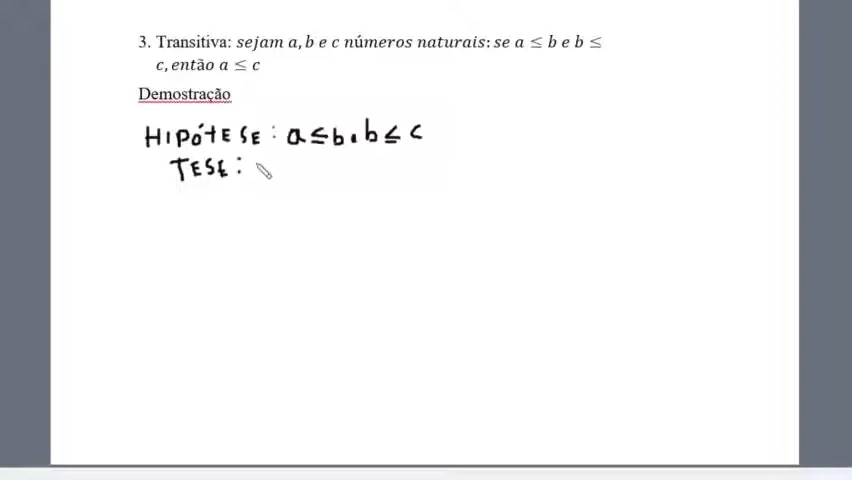 3. Transitiva: sejam a, b e c números naturais: se a ≤ b e b ≤
c, então a ≤ c
Demostração
HIPÓTESE: a ≤ b, b ≤ c
TESE: